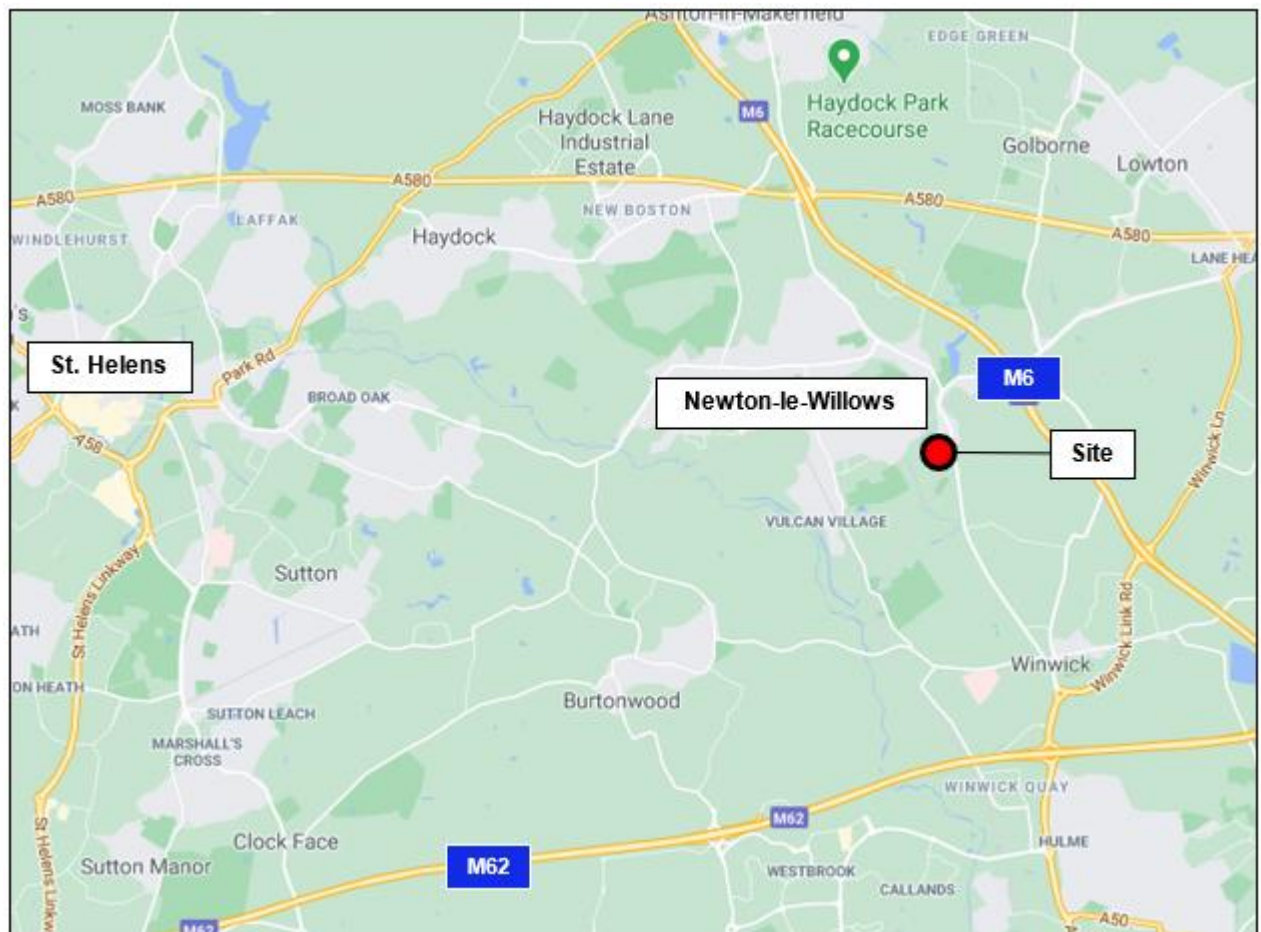 Ashton-in-Makerfield
EDGE GREEN
MOSS BANK
M6
Haydock Park
Racecourse
Haydock Lane
Industrial
Estate
Golborne
Lowton
A580
A580
A580
A580
LAFFAK
NEW BOSTON
WINDLEHURST
Haydock
LANE HEA
'S
St. Helens
Park Rd
M6
BROAD OAK
Newton-le-Willows
Winwick Ln
A58
Site
VULCAN VILLAGE
St Helens Linkway
Sutton
ATH
Winwick
Winwick Link Rd
ON HEATH
Burtonwood
SUTTON LEACH
MARSHALL'S
CROSS
WINWICK QUAY
M62
St Helens Linkw
Clock Face
HULME
Sutton Manor
M62
WESTBROOK
CALLANDS
A50
M62